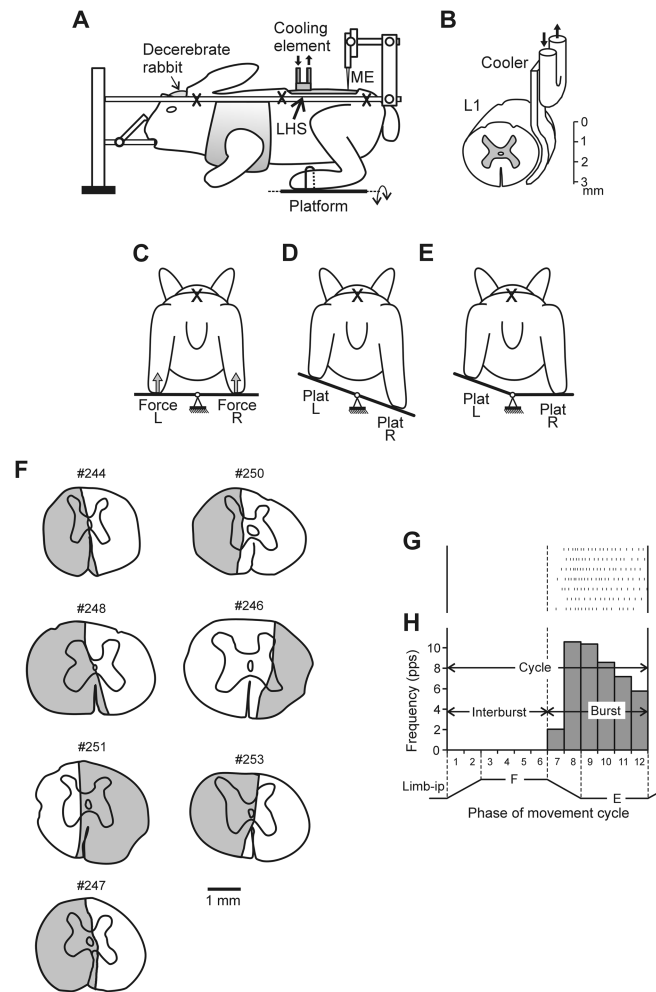 A
Decerebrate
rabbit
Cooling
element
ME
LHS
Platform
B
Cooler
L1
0
1
2
3
mm
C
Force
L
Force
R
D
Plat
L
Plat
R
E
Plat
L
Plat
R
F
#244
#250
#248
#246
#251
#253
#247
1 mm
G
H
Frequency (pps)
10
8
6
4
2
0
Cycle
Interburst
Burst
1 2 3 4 5 6 7 8 9 10 11 12
Limb-ip
F
E
Phase of movement cycle